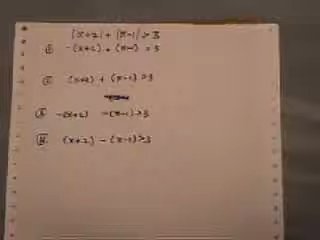 |x+2| + |x-1| > 3
-(x+2) + (x-1) > 3
(x+2) + (x-1) > 3
-(x+2) -(x-1) > 3
(x+2) - (x-1) > 3